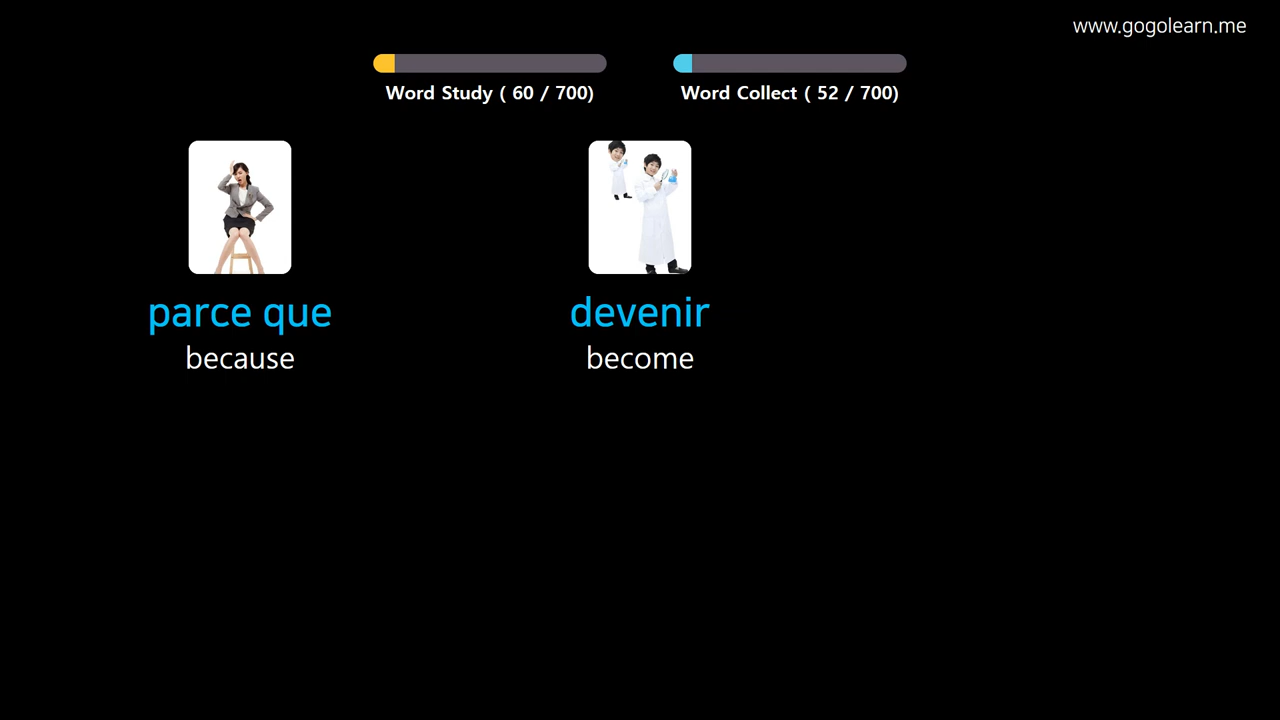 www.gogolearn.me
Word Study ( 60 / 700)
Word Collect ( 52 / 700)
parce que
because
devenir
become